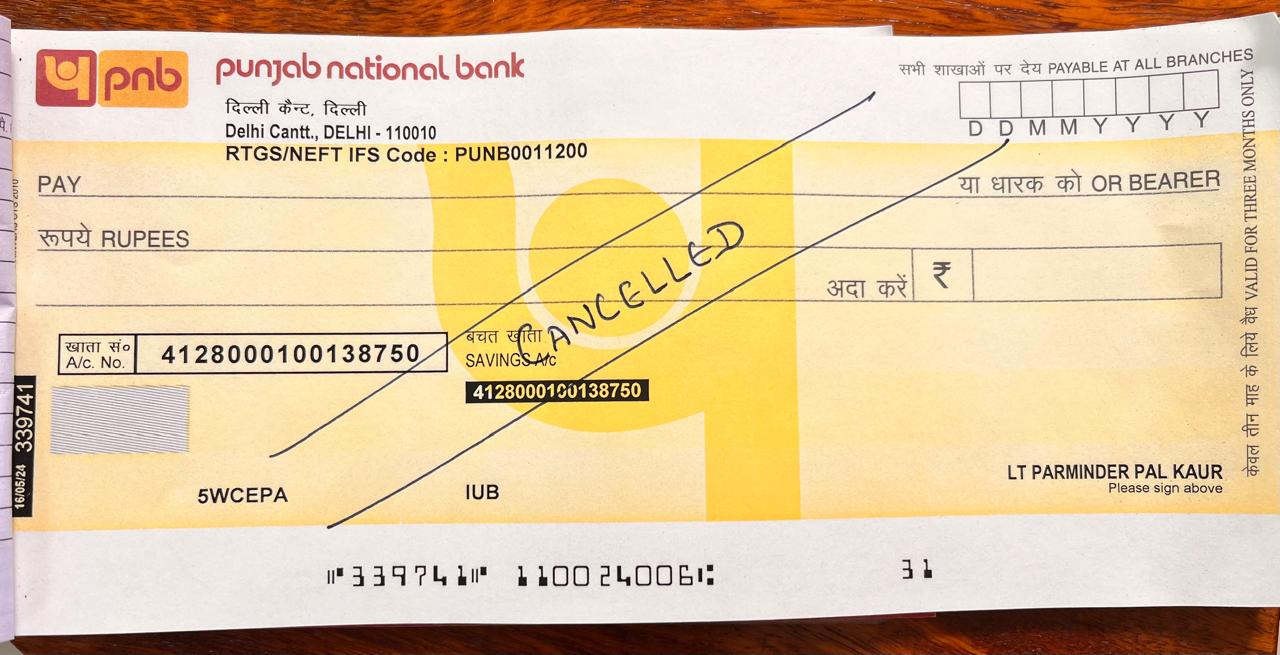 प pnb punjab national bank
दिल्ली कैन्ट, दिल्ली
Delhi Cantt., DELHI - 110010
RTGS/NEFT IFS Code : PUNB0011200
सभी शाखाओं पर देय PAYABLE AT ALL BRANCHES
D D M M Y Y Y Y
PAY
या धारक को OR BEARER
रूपये RUPEES
अदा करें ₹
CANCELLED
खाता सं० A/c. No. 4128000100138750
बचत खाता
SAVINGS A/c
4128000100138750
LT PARMINDER PAL KAUR
Please sign above
5WCEPA IUB
16/05/24 339741
केवल तीन माह के लिये वैध VALID FOR THREE MONTHS ONLY
⑈339741⑈ 110024006⑆ 31